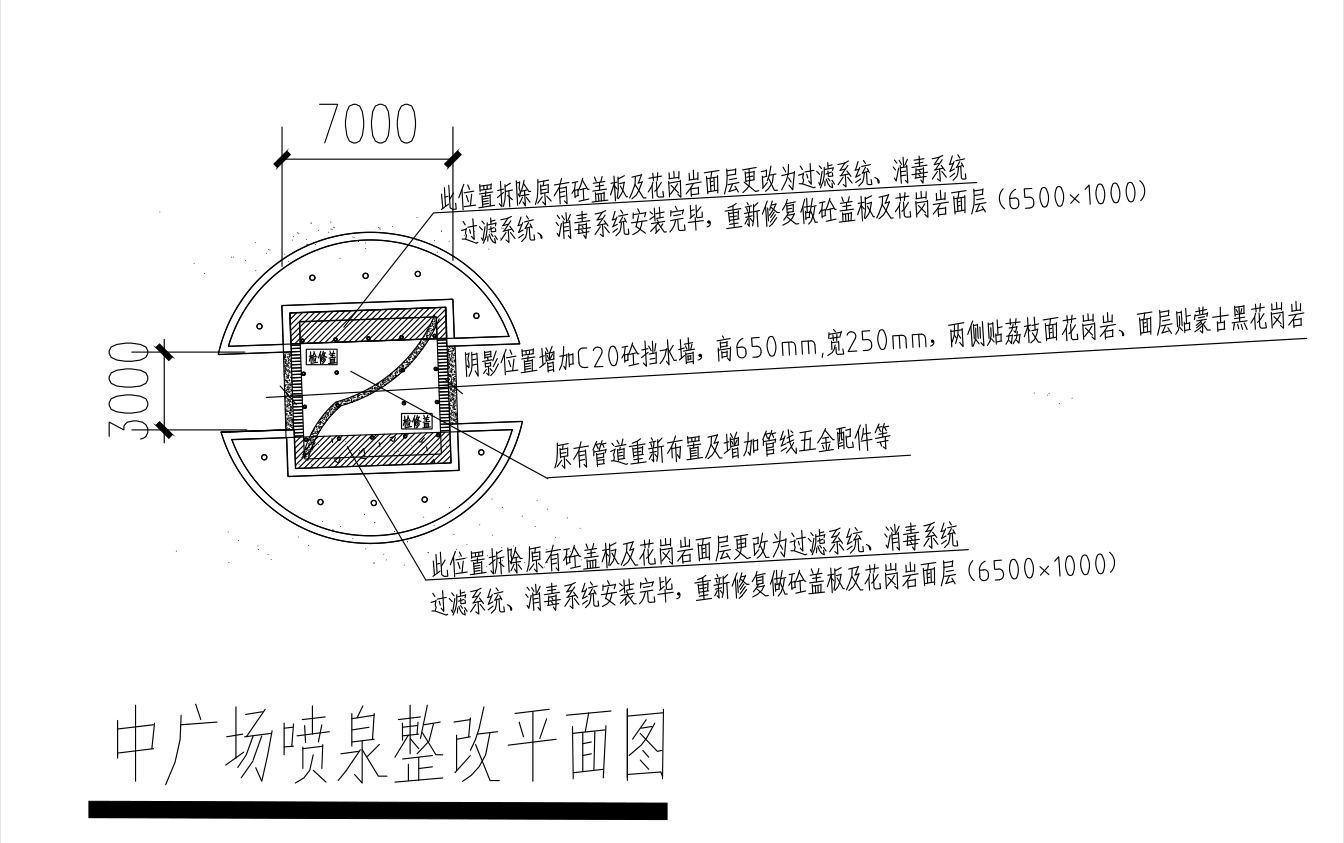 7000
此位置拆除原有砼盖板及花岗岩面层更改为过滤系统、消毒系统
过滤系统、消毒系统安装完毕，重新修复做砼盖板及花岗岩面层（6500×1000）
3000
检修盖
阴影位置增加C20砼挡水墙，高650mm,宽250mm，两侧贴荔枝面花岗岩、面层贴蒙古黑花岗岩
检修盖
原有管道重新布置及增加管线五金配件等
此位置拆除原有砼盖板及花岗岩面层更改为过滤系统、消毒系统
过滤系统、消毒系统安装完毕，重新修复做砼盖板及花岗岩面层（6500×1000）
中广场喷泉整改平面图